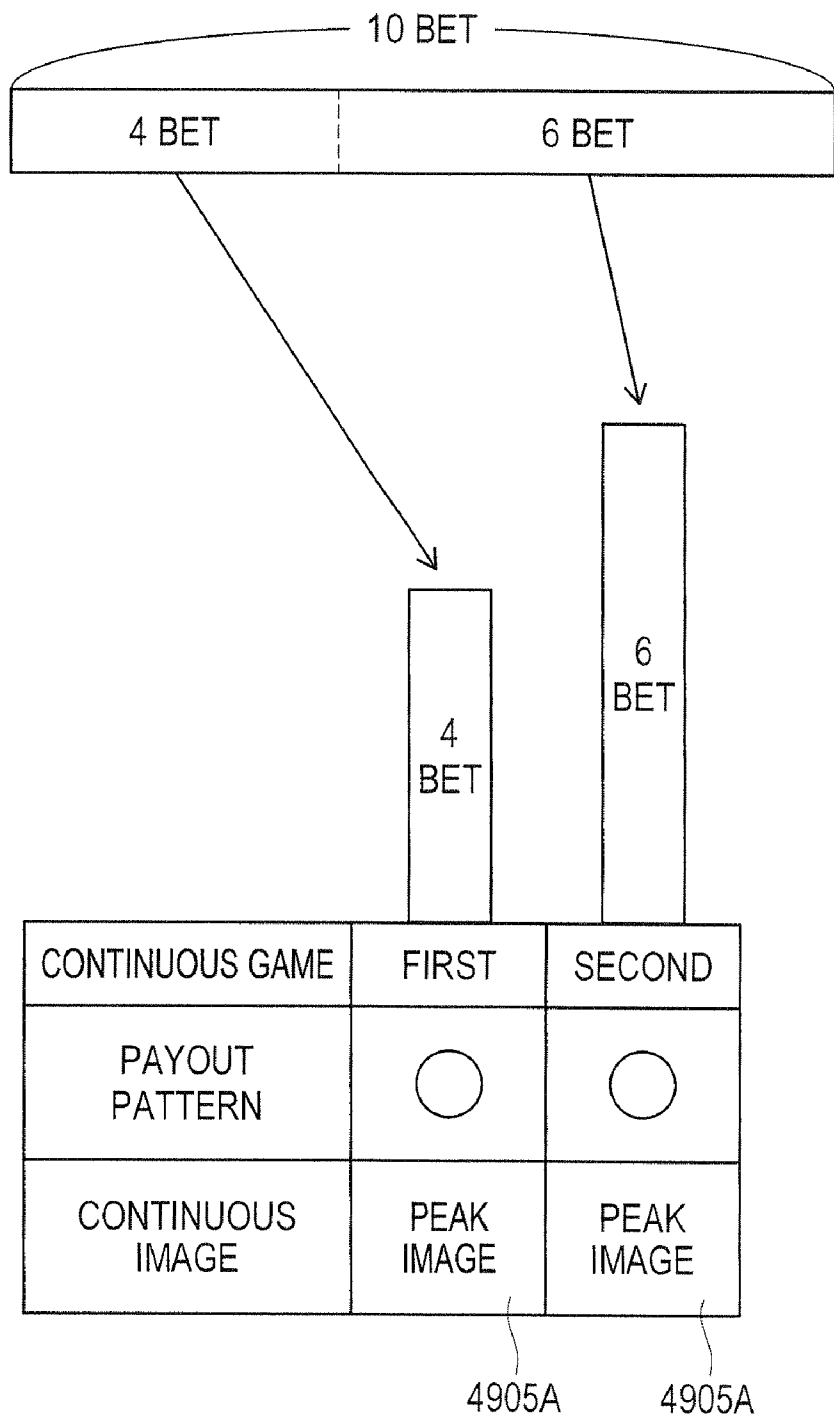 10 BET
4 BET
6 BET
4
BET
6
BET
CONTINUOUS GAME
FIRST
SECOND
PAYOUT
PATTERN
CONTINUOUS
IMAGE
PEAK
IMAGE
PEAK
IMAGE
4905A
4905A